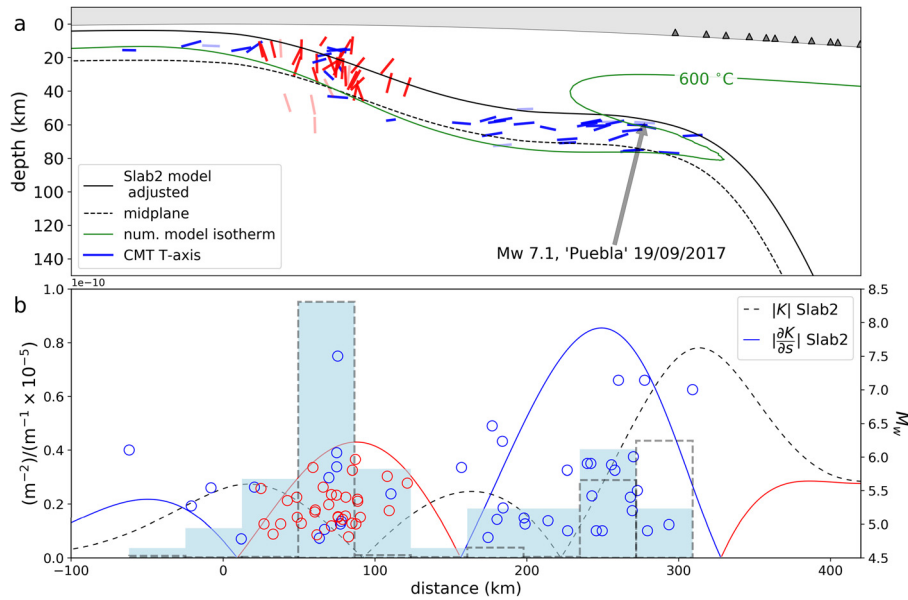 a
0
20
40
60
80
100
120
140
depth (km)
600 °C
Slab2 model
adjusted
midplane
num. model isotherm
CMT T-axis
Mw 7.1, 'Puebla' 19/09/2017
b
1e-10
1.0
0.8
0.6
0.4
0.2
0.0
(m⁻²)/(m⁻¹ × 10⁻⁵)
|K| Slab2
|∂K/∂s| Slab2
8.5
8.0
7.5
7.0
6.5
6.0
5.5
5.0
4.5
M_w
-100
0
100
200
300
400
distance (km)